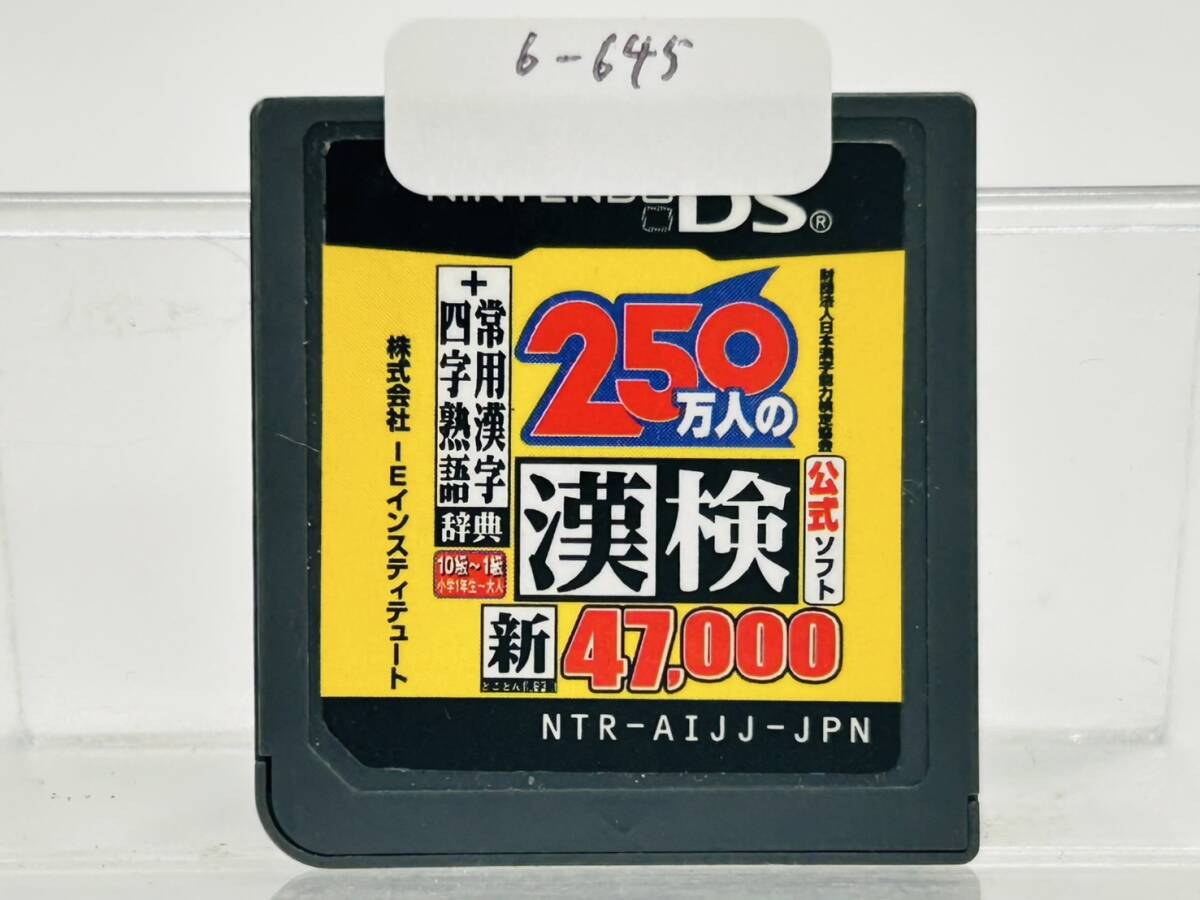 6-645
NINTENDO DS®
財団法人日本漢字能力検定協会
公式ソフト
250
万人の
漢検
+常用漢字
四字熟語
辞典
10級〜1級
小学1年生〜大人
株式会社 IEインスティテュート
新
47,000
NTR-AIJJ-JPN